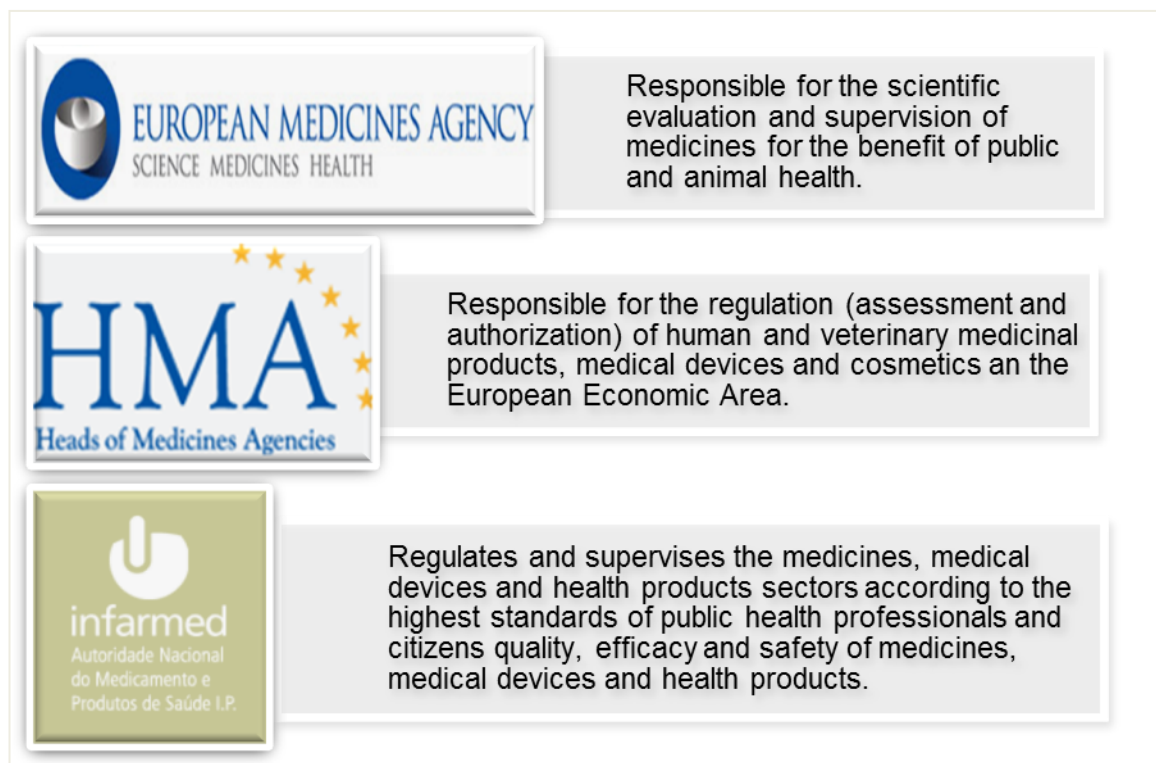 EUROPEAN MEDICINES AGENCY
SCIENCE MEDICINES HEALTH
Responsible for the scientific
evaluation and supervision of
medicines for the benefit of public
and animal health.
HMA
Heads of Medicines Agencies
Responsible for the regulation (assessment and
authorization) of human and veterinary medicinal
products, medical devices and cosmetics an the
European Economic Area.
infarmed
Autoridade Nacional
do Medicamento e
Produtos de Saúde I.P.
Regulates and supervises the medicines, medical
devices and health products sectors according to the
highest standards of public health professionals and
citizens quality, efficacy and safety of medicines,
medical devices and health products.